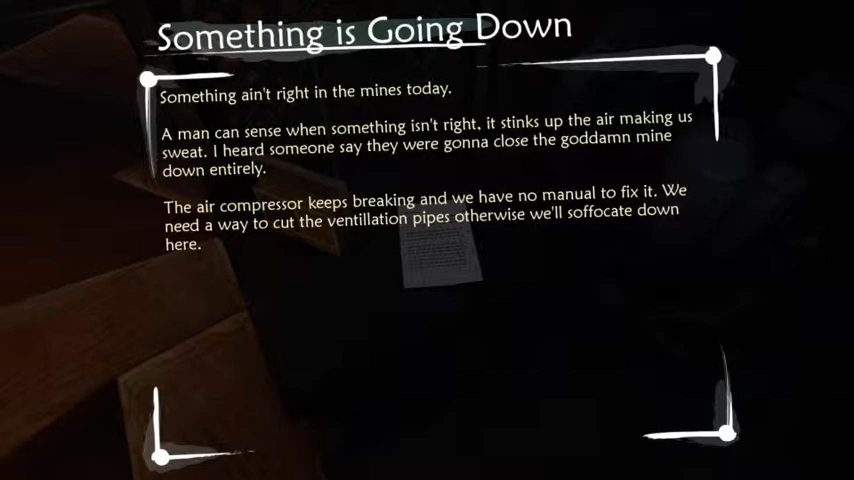 Something is Going Down
Something ain't right in the mines today.
A man can sense when something isn't right, it stinks up the air making us
sweat. I heard someone say they were gonna close the goddamn mine
down entirely.
The air compressor keeps breaking and we have no manual to fix it. We
need a way to cut the ventillation pipes otherwise we'll soffocate down
here.